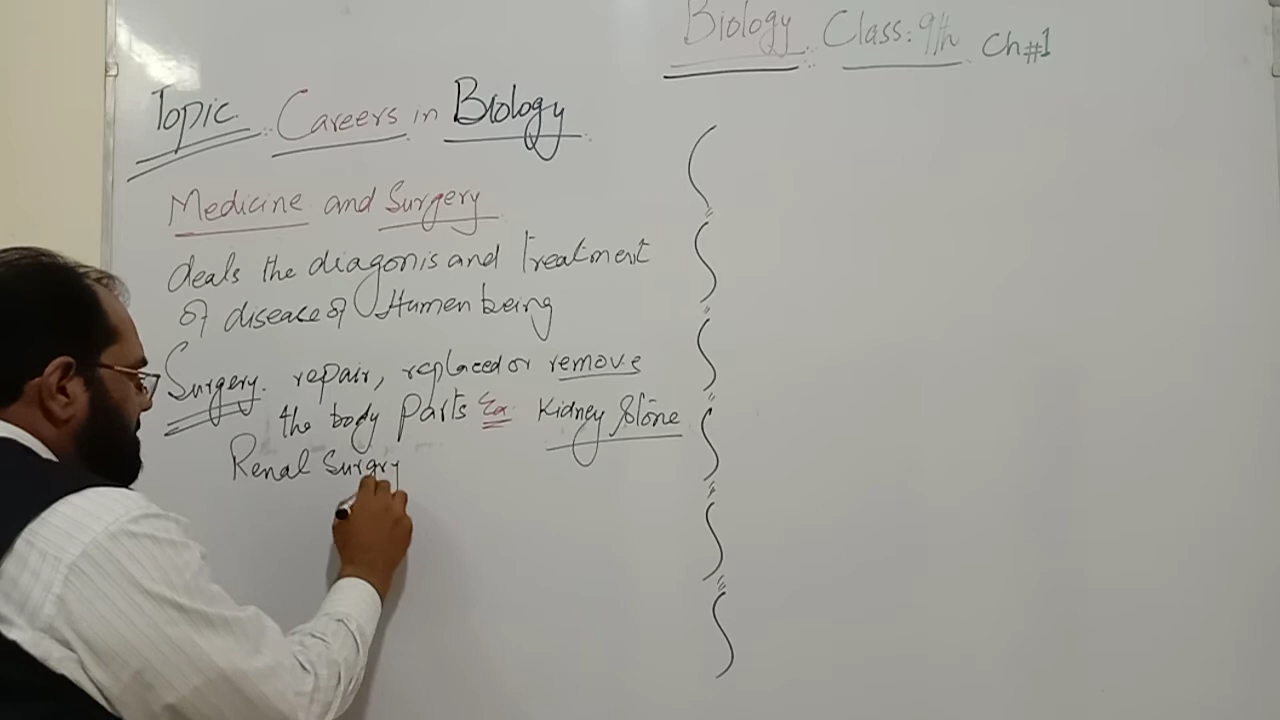 Biology Class: 9th Ch#1
Topic Careers in Biology
Medicine and Surgery
deals the diagonis and treatment
of disease of Humen being
Surgery. repair, replaced or remove
the body parts Ex Kidney Stone
Renal Surgry